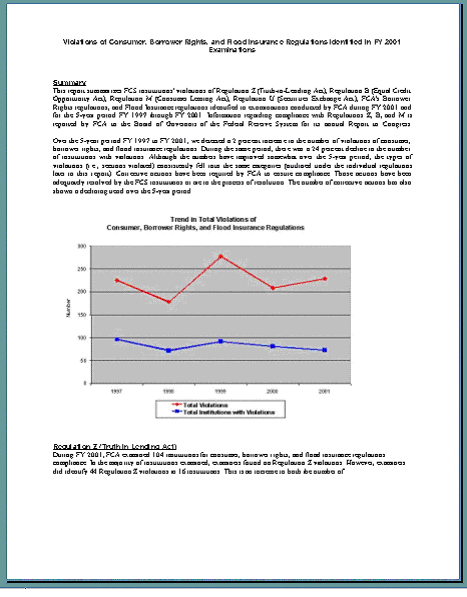 Violations of Consumer, Borrower Rights, and Flood Insurance Regulations Identified in FY 2001
Examinations
Summary
This report summarizes FCS institutions' violations of Regulation Z (Truth-in-Lending Act), Regulation B (Equal Credit
Opportunity Act), Regulation M (Consumer Leasing Act), Regulation U (Securities Exchange Act), FCA's Borrower
Rights regulations, and Flood Insurance regulations identified in examinations conducted by FCA during FY 2001 and
for the 5-year period FY 1997 through FY 2001. Information regarding compliance with Regulations Z, B, and M is
reported by FCA to the Board of Governors of the Federal Reserve System for its annual Report to Congress.
Over the 5-year period FY 1997 to FY 2001, we detected a 2 percent increase in the number of violations of consumer,
borrower rights, and flood insurance regulations. During the same period, there was a 24 percent decline in the number
of institutions with violations. Although the numbers have improved somewhat over the 5-year period, the types of
violations (i.e., sections violated) consistently fell into the same categories (outlined under the individual regulations
later in this report). Corrective actions have been required by FCA to ensure compliance. Those actions have been
adequately resolved by the FCS institutions or are in the process of resolution. The number of corrective actions has also
shown a declining trend over the 5-year period.
Trend in Total Violations of
Consumer, Borrower Rights, and Flood Insurance Regulations
300
250
200
150
100
50
0
Number
1997 1998 1999 2000 2001
Total Violations
Total Institutions with Violations
Regulation Z (Truth in Lending Act)
During FY 2001, FCA examined 104 institutions for consumer, borrower rights, and flood insurance regulations
compliance. In the majority of institutions examined, examiners found no Regulation Z violations. However, examiners
did identify 44 Regulation Z violations in 16 institutions. This is an increase in both the number of